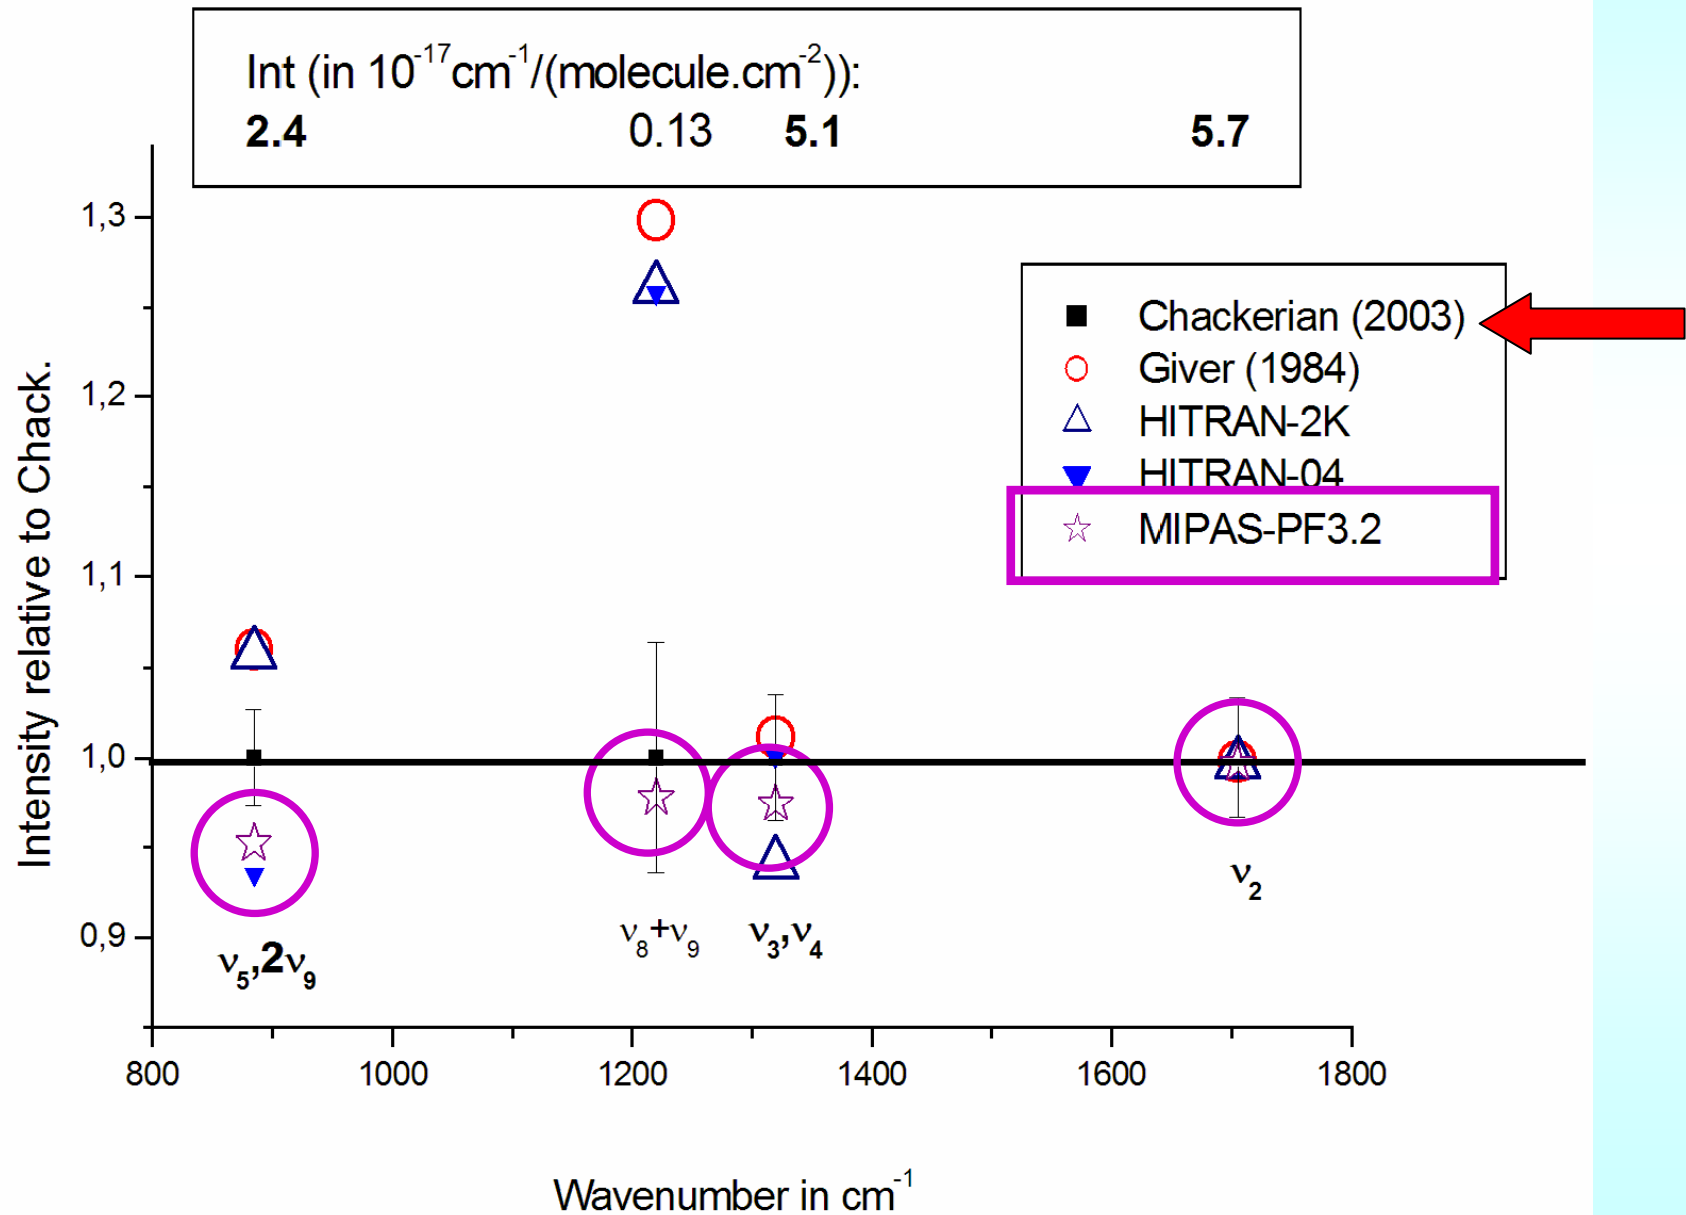 Int (in 10⁻¹⁷cm⁻¹/(molecule.cm⁻²)):
2.4 0.13 5.1 5.7
1,3
1,2
1,1
1,0
0,9
Intensity relative to Chack.
Chackerian (2003)
Giver (1984)
HITRAN-2K
HITRAN-04
MIPAS-PF3.2
ν₅,2ν₉
ν₈+ν₉
ν₃,ν₄
ν₂
800 1000 1200 1400 1600 1800
Wavenumber in cm⁻¹